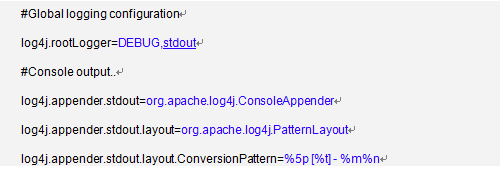 #Global logging configuration
log4j.rootLogger=DEBUG,stdout
#Console output..
log4j.appender.stdout=org.apache.log4j.ConsoleAppender
log4j.appender.stdout.layout=org.apache.log4j.PatternLayout
log4j.appender.stdout.layout.ConversionPattern=%5p [%t] - %m%n